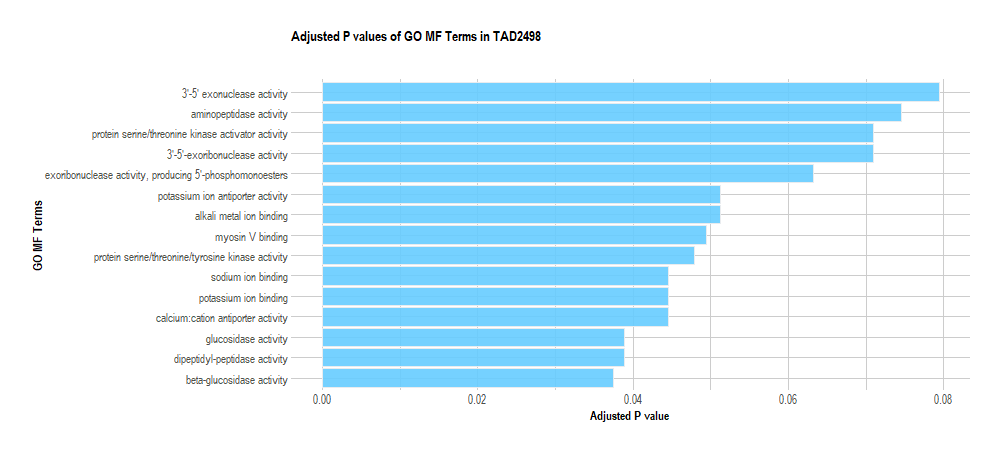 Adjusted P values of GO MF Terms in TAD2498
GO MF Terms
3'-5' exonuclease activity
aminopeptidase activity
protein serine/threonine kinase activator activity
3'-5'-exoribonuclease activity
exoribonuclease activity, producing 5'-phosphomonoesters
potassium ion antiporter activity
alkali metal ion binding
myosin V binding
protein serine/threonine/tyrosine kinase activity
sodium ion binding
potassium ion binding
calcium:cation antiporter activity
glucosidase activity
dipeptidyl-peptidase activity
beta-glucosidase activity
0.00 0.02 0.04 0.06 0.08
Adjusted P value